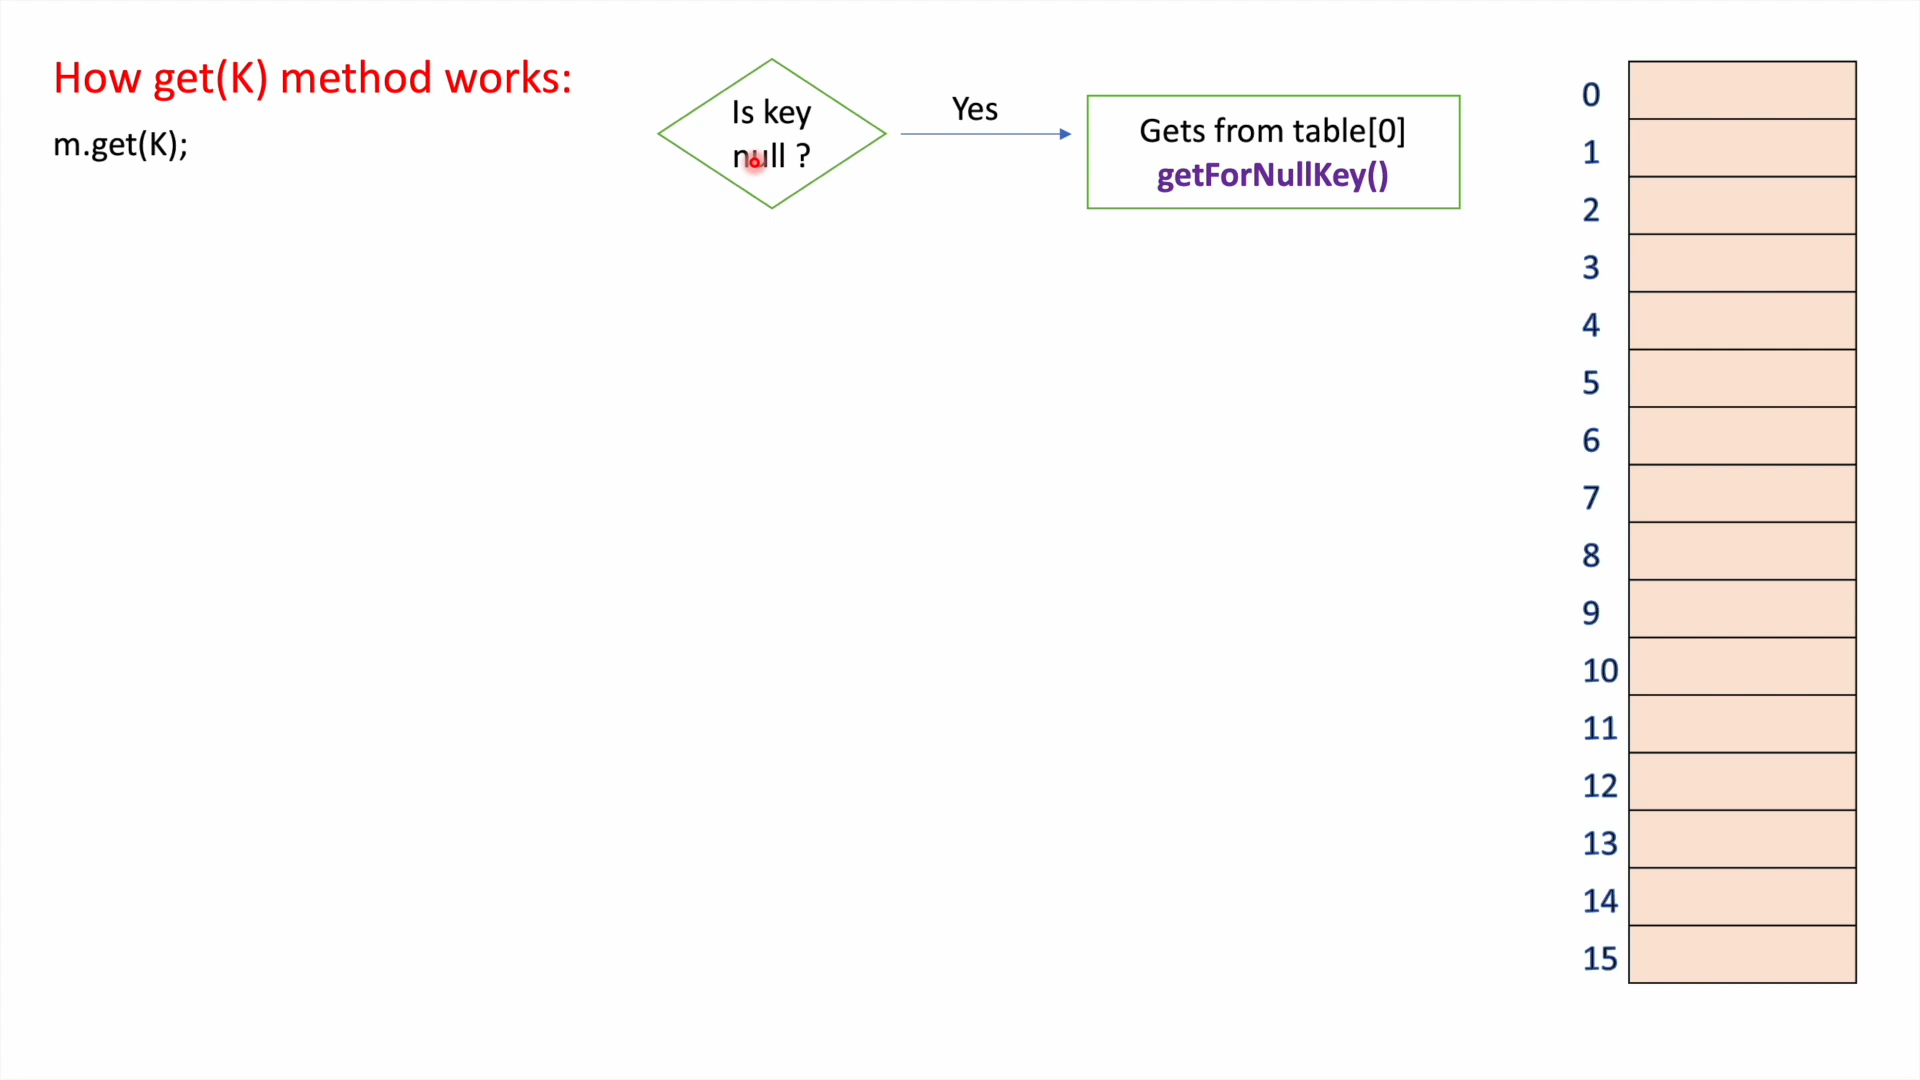 How get(K) method works:
m.get(K);
Is key
null ?
Yes
Gets from table[0]
getForNullKey()
0
1
2
3
4
5
6
7
8
9
10
11
12
13
14
15